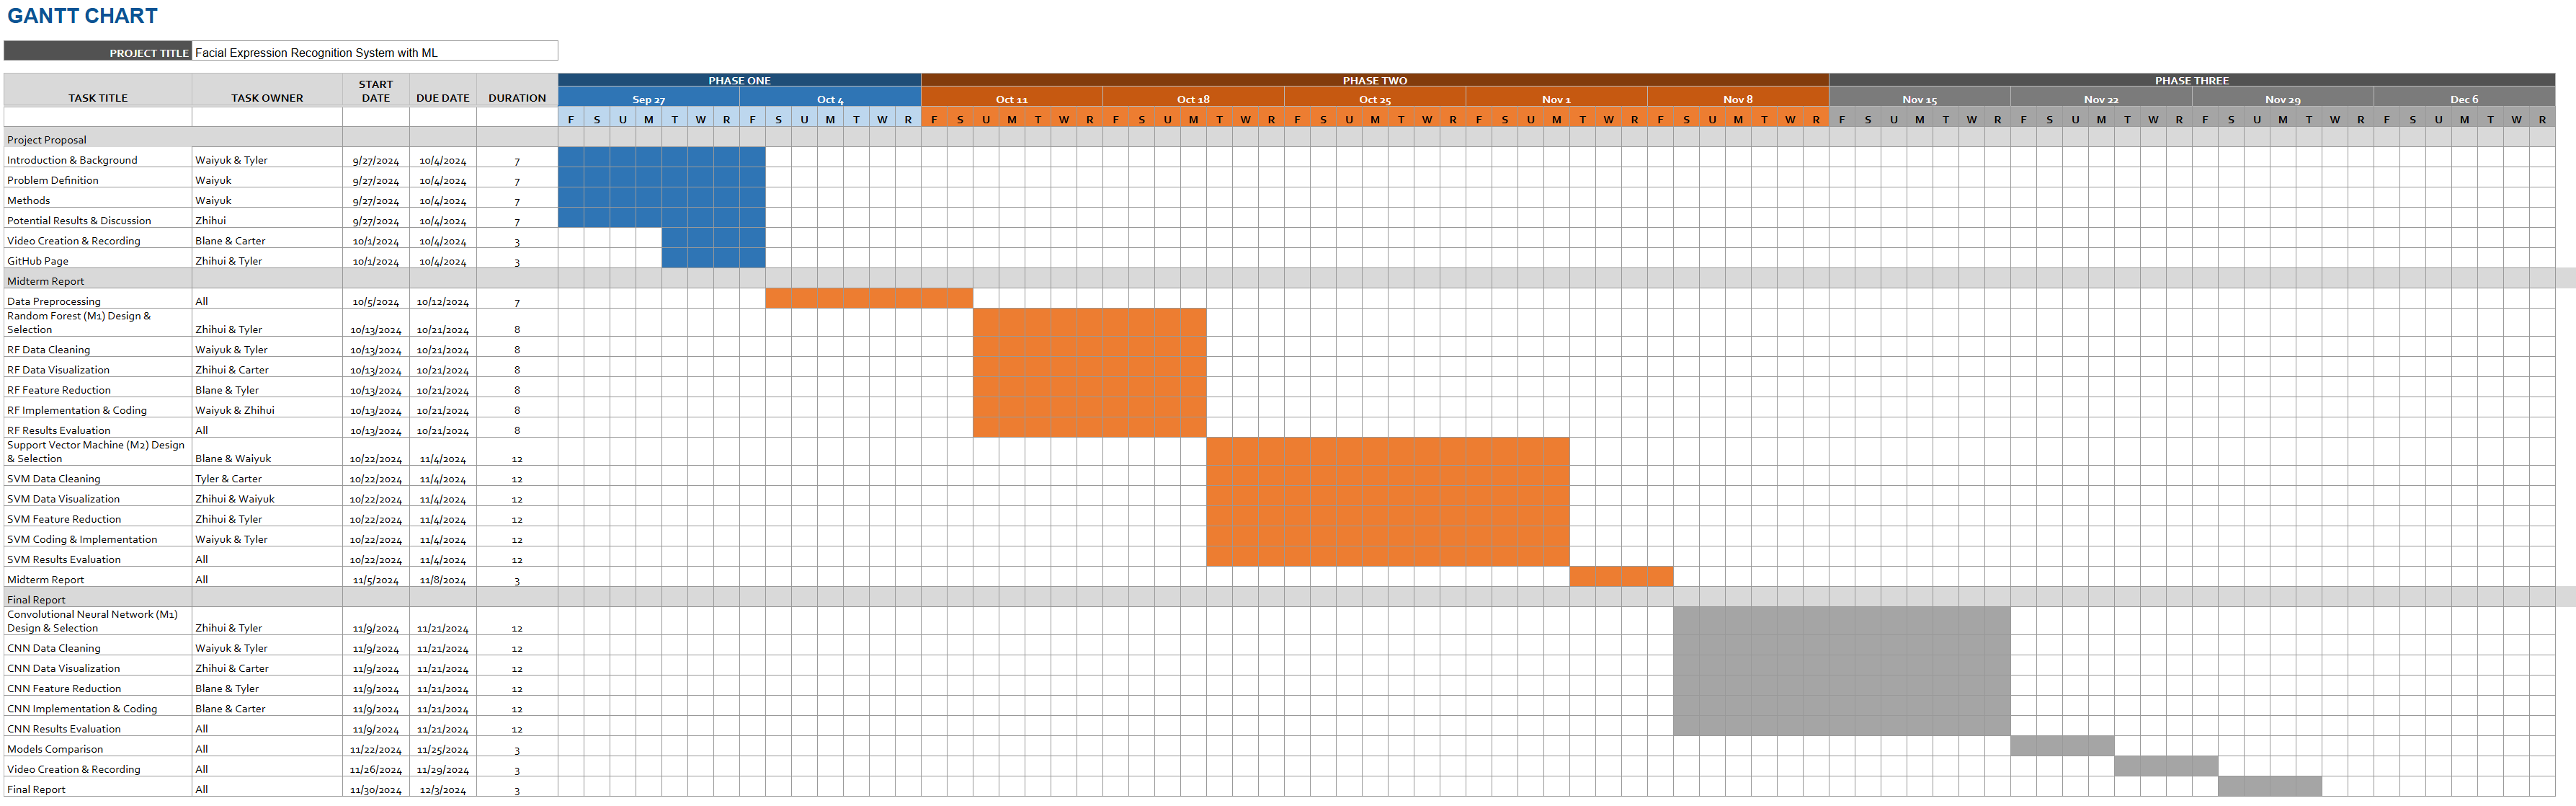 GANTT CHART
PROJECT TITLE Facial Expression Recognition System with ML
PHASE ONE PHASE TWO PHASE THREE
TASK TITLE TASK OWNER START DATE DUE DATE DURATION
Sep 27 Oct 4 Oct 11 Oct 18 Oct 25 Nov 1 Nov 8 Nov 15 Nov 22 Nov 29 Dec 6
F S U M T W R F S U M T W R F S U M T W R F S U M T W R F S U M T W R F S U M T W R F S U M T W R F S U M T W R F S U M T W R F S U M T W R F S U M T W R
Project Proposal
Introduction & Background Waiyuk & Tyler 9/27/2024 10/4/2024 7
Problem Definition Waiyuk 9/27/2024 10/4/2024 7
Methods Waiyuk 9/27/2024 10/4/2024 7
Potential Results & Discussion Zhihui 9/27/2024 10/4/2024 7
Video Creation & Recording Blane & Carter 10/1/2024 10/4/2024 3
GitHub Page Zhihui & Tyler 10/1/2024 10/4/2024 3
Midterm Report
Data Preprocessing All 10/5/2024 10/12/2024 7
Random Forest (M1) Design &
Selection Zhihui & Tyler 10/13/2024 10/21/2024 8
RF Data Cleaning Waiyuk & Tyler 10/13/2024 10/21/2024 8
RF Data Visualization Zhihui & Carter 10/13/2024 10/21/2024 8
RF Feature Reduction Blane & Tyler 10/13/2024 10/21/2024 8
RF Implementation & Coding Waiyuk & Zhihui 10/13/2024 10/21/2024 8
RF Results Evaluation All 10/13/2024 10/21/2024 8
Support Vector Machine (M2) Design
& Selection Blane & Waiyuk 10/22/2024 11/4/2024 12
SVM Data Cleaning Tyler & Carter 10/22/2024 11/4/2024 12
SVM Data Visualization Zhihui & Waiyuk 10/22/2024 11/4/2024 12
SVM Feature Reduction Zhihui & Tyler 10/22/2024 11/4/2024 12
SVM Coding & Implementation Waiyuk & Tyler 10/22/2024 11/4/2024 12
SVM Results Evaluation All 10/22/2024 11/4/2024 12
Midterm Report All 11/5/2024 11/8/2024 3
Final Report
Convolutional Neural Network (M1)
Design & Selection Zhihui & Tyler 11/9/2024 11/21/2024 12
CNN Data Cleaning Waiyuk & Tyler 11/9/2024 11/21/2024 12
CNN Data Visualization Zhihui & Carter 11/9/2024 11/21/2024 12
CNN Feature Reduction Blane & Tyler 11/9/2024 11/21/2024 12
CNN Implementation & Coding Blane & Carter 11/9/2024 11/21/2024 12
CNN Results Evaluation All 11/9/2024 11/21/2024 12
Models Comparison All 11/22/2024 11/25/2024 3
Video Creation & Recording All 11/26/2024 11/29/2024 3
Final Report All 11/30/2024 12/3/2024 3